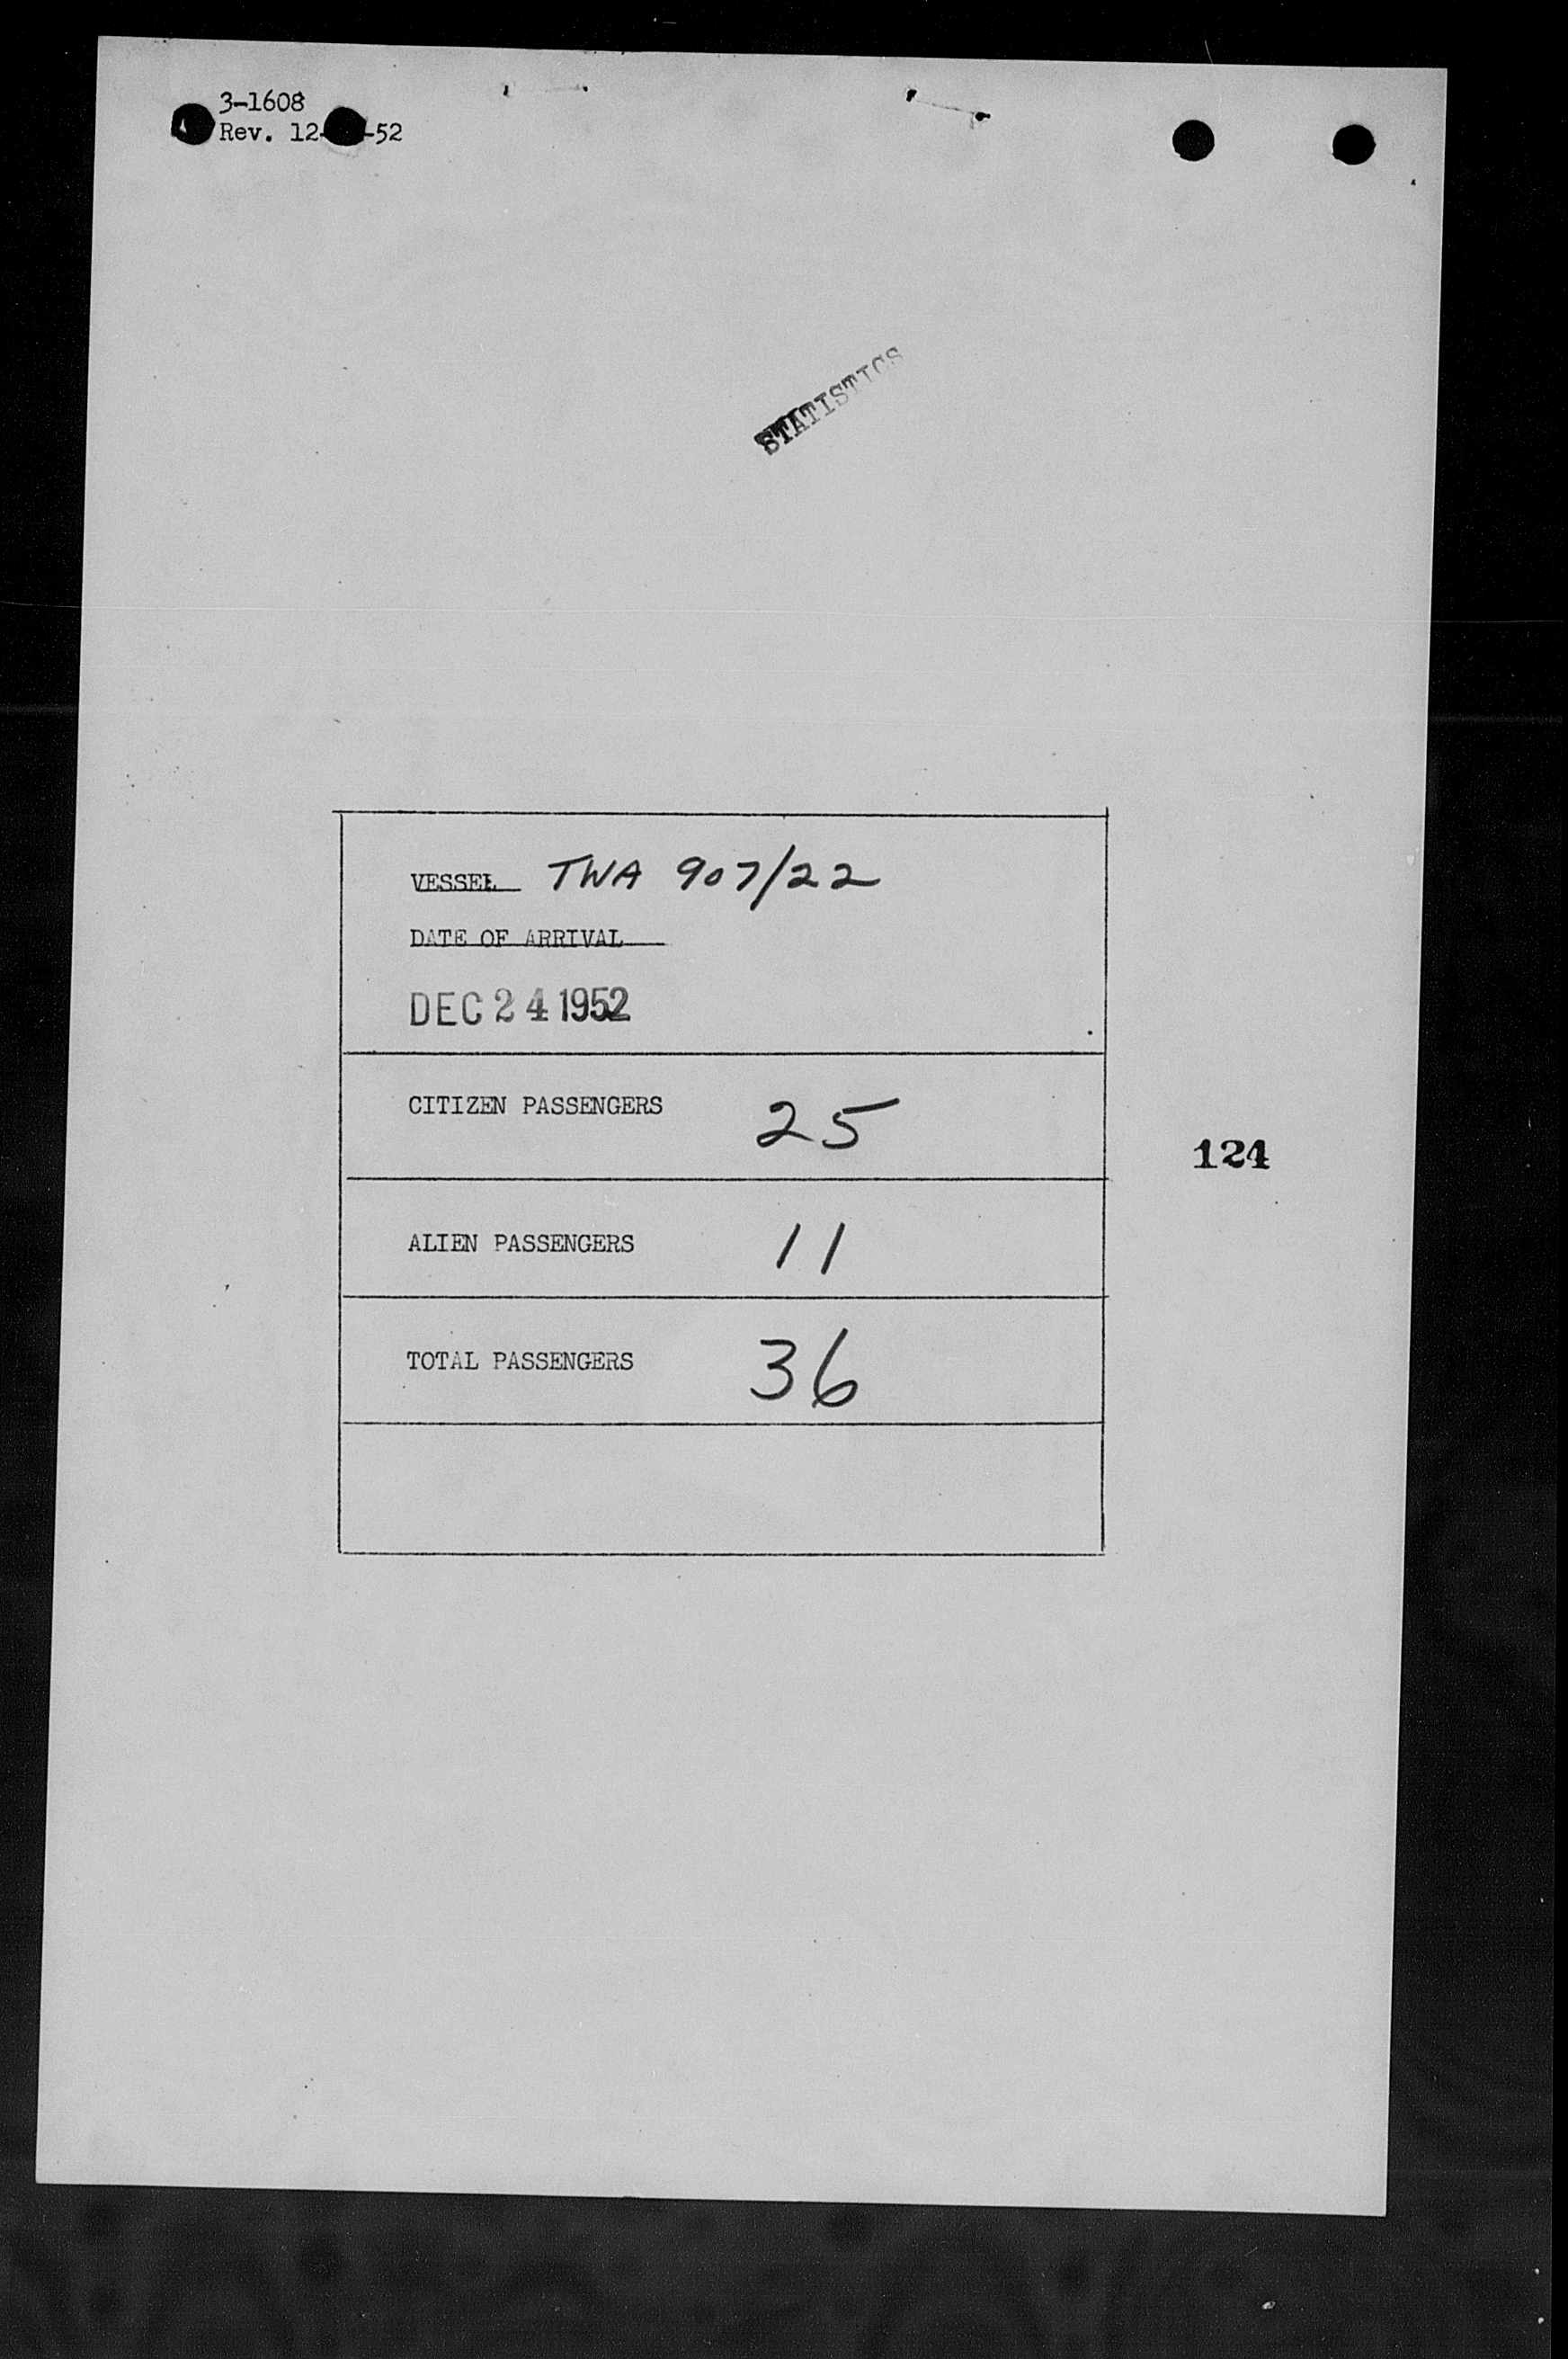 3-1608
Rev. 12- -52
STATISTICS
VESSEL TWA 907/22
DATE OF ARRIVAL
DEC 24 1952
CITIZEN PASSENGERS 25
124
ALIEN PASSENGERS 11
TOTAL PASSENGERS 36